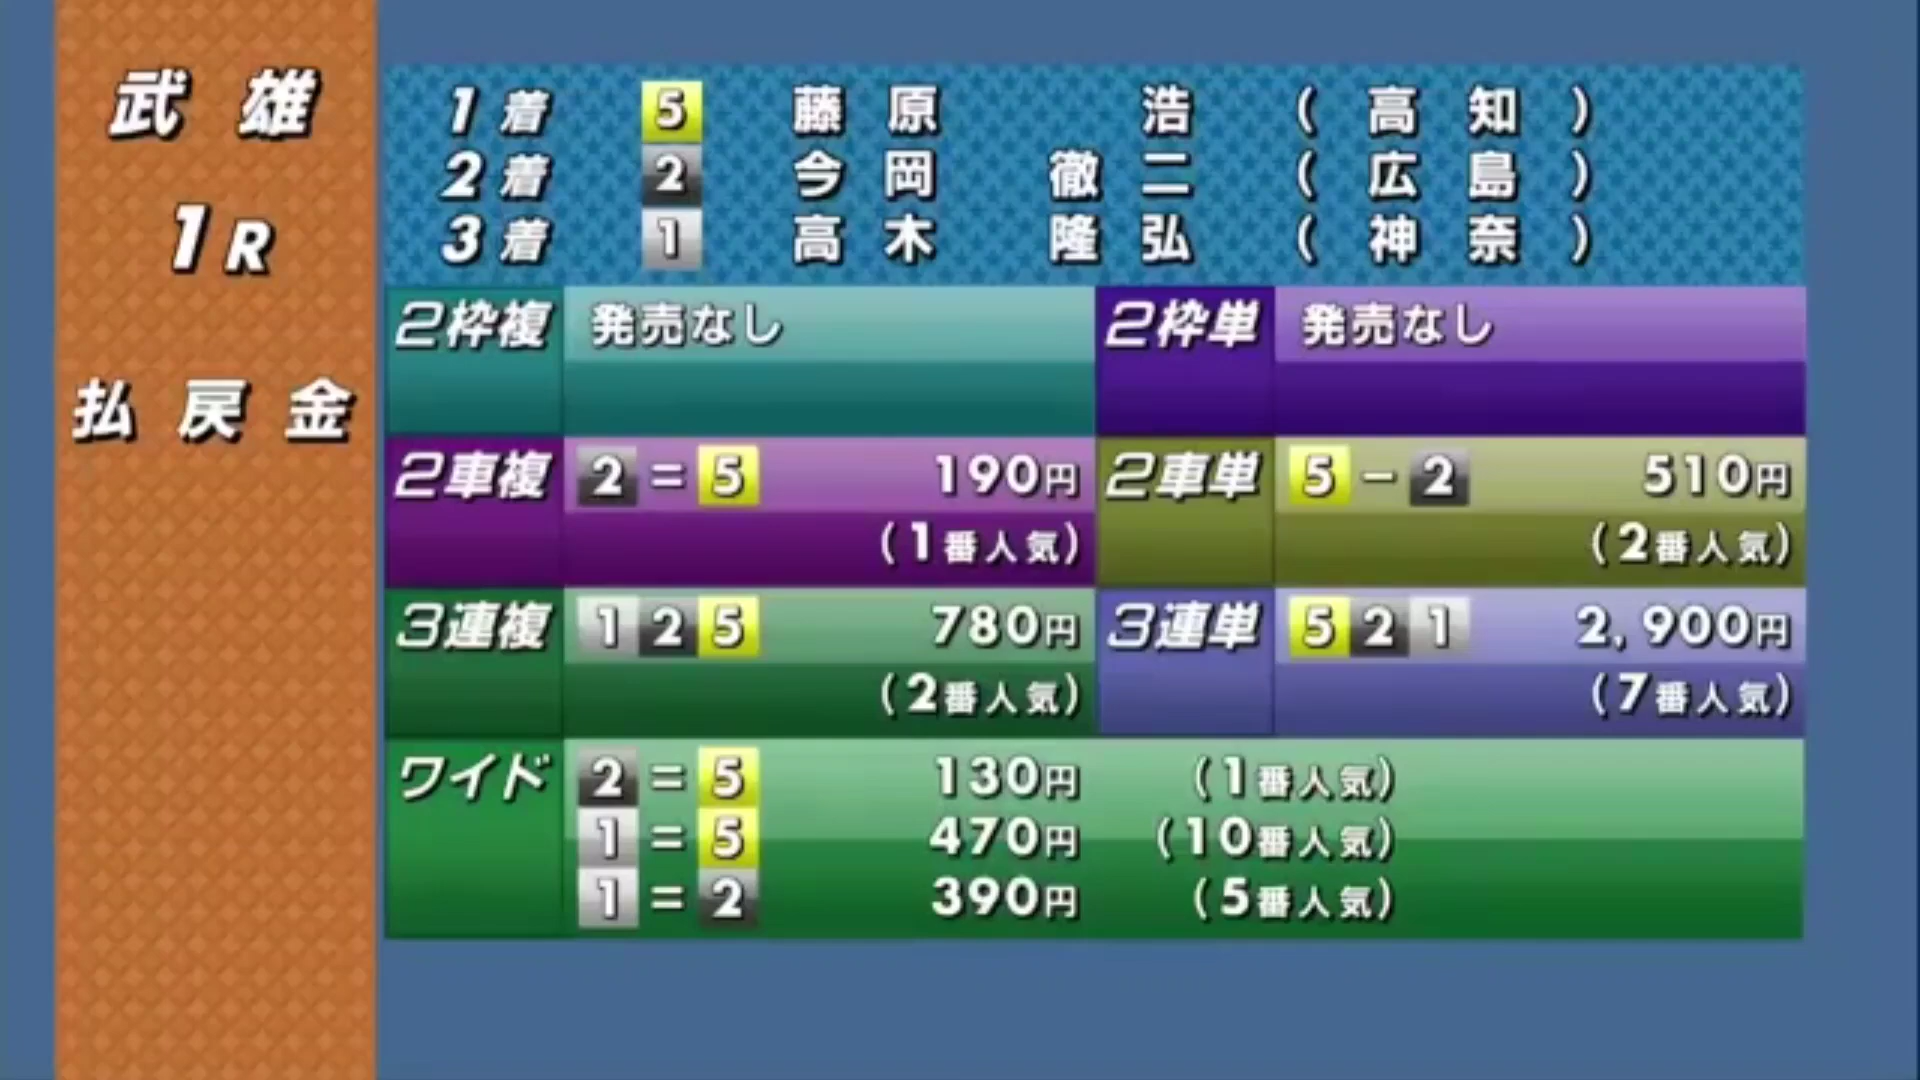 武雄
1R
払戻金
1着 5 藤原 浩 (高知)
2着 2 今岡 徹二 (広島)
3着 1 高木 隆弘 (神奈)
2枠複 発売なし
2枠単 発売なし
2車複 2=5 190円
(1番人気)
2車単 5-2 510円
(2番人気)
3連複 1 2 5 780円
(2番人気)
3連単 5 2 1 2,900円
(7番人気)
ワイド 2=5 130円 (1番人気)
1=5 470円 (10番人気)
1=2 390円 (5番人気)